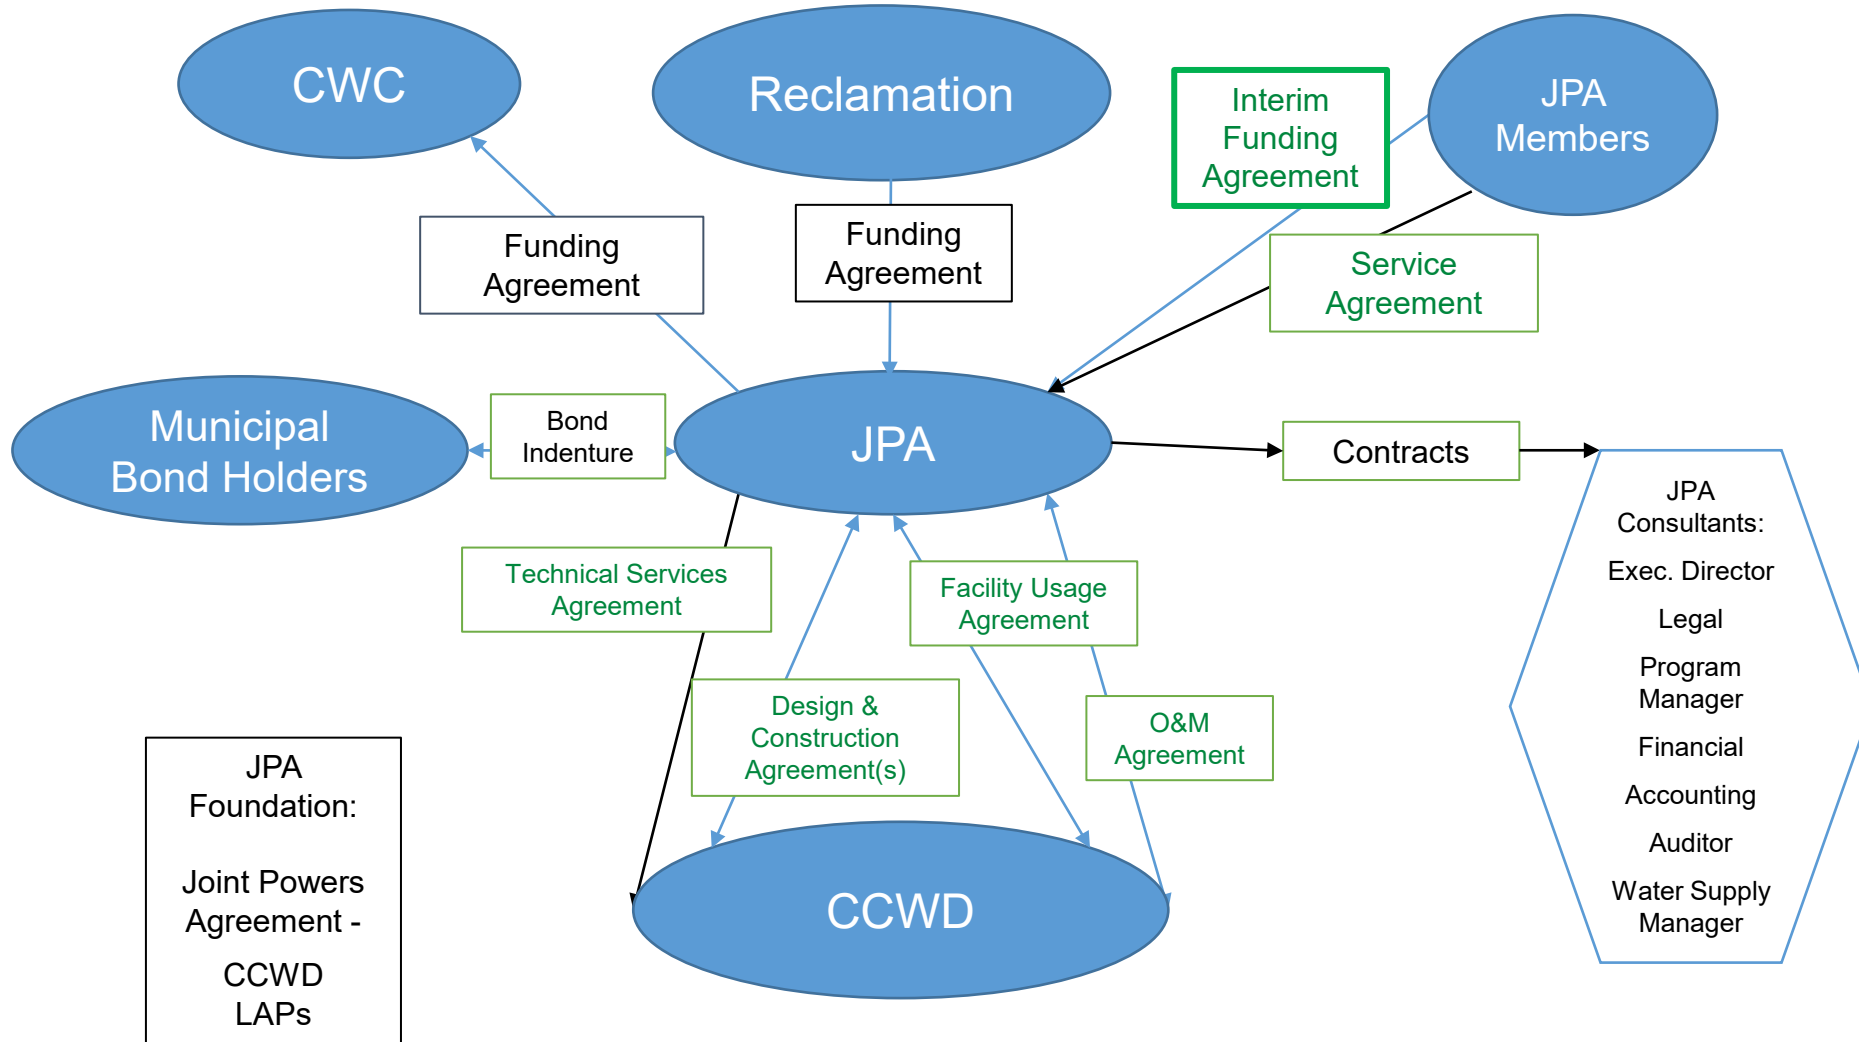 CWC
Reclamation
JPA
Members
Interim
Funding
Agreement
Funding
Agreement
Funding
Agreement
Service
Agreement
Municipal
Bond Holders
Bond
Indenture
JPA
Contracts
JPA
Consultants:
Exec. Director
Legal
Program
Manager
Financial
Accounting
Auditor
Water Supply
Manager
Technical Services
Agreement
Facility Usage
Agreement
Design &
Construction
Agreement(s)
O&M
Agreement
CCWD
JPA
Foundation:
Joint Powers
Agreement -
CCWD
LAPs